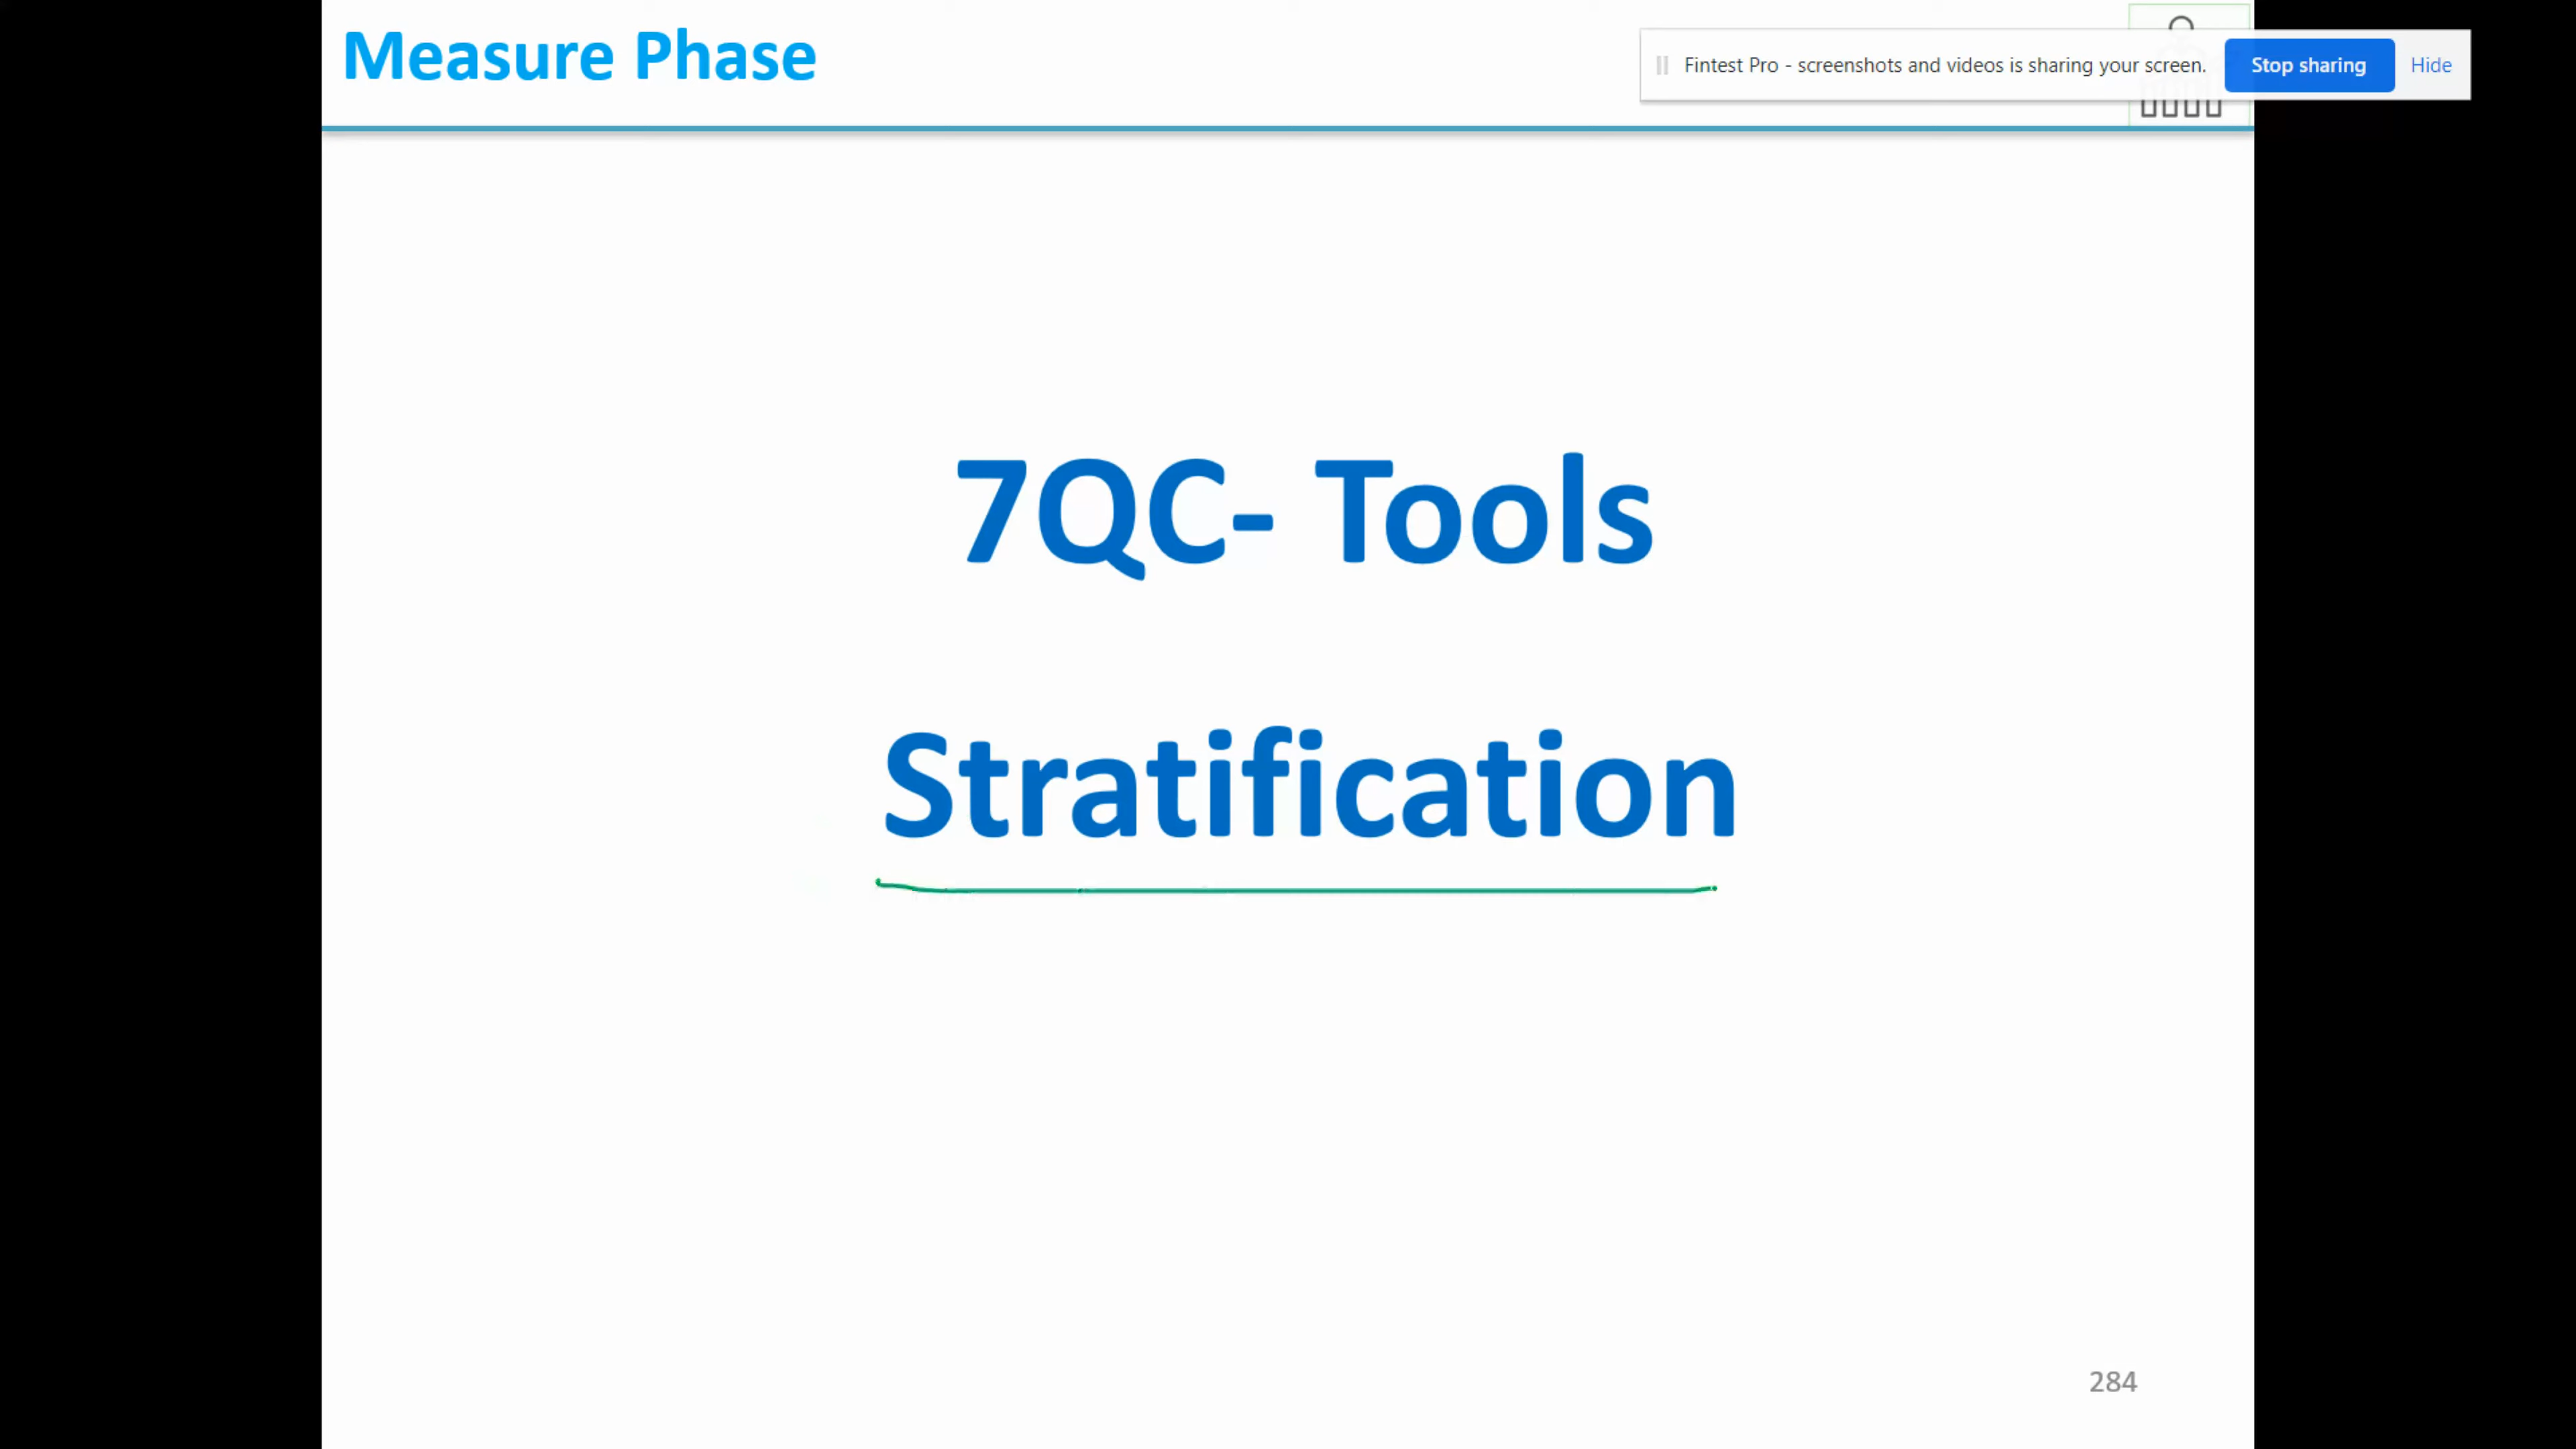 Measure Phase
Fintest Pro - screenshots and videos is sharing your screen. Stop sharing Hide
7QC- Tools
Stratification
284